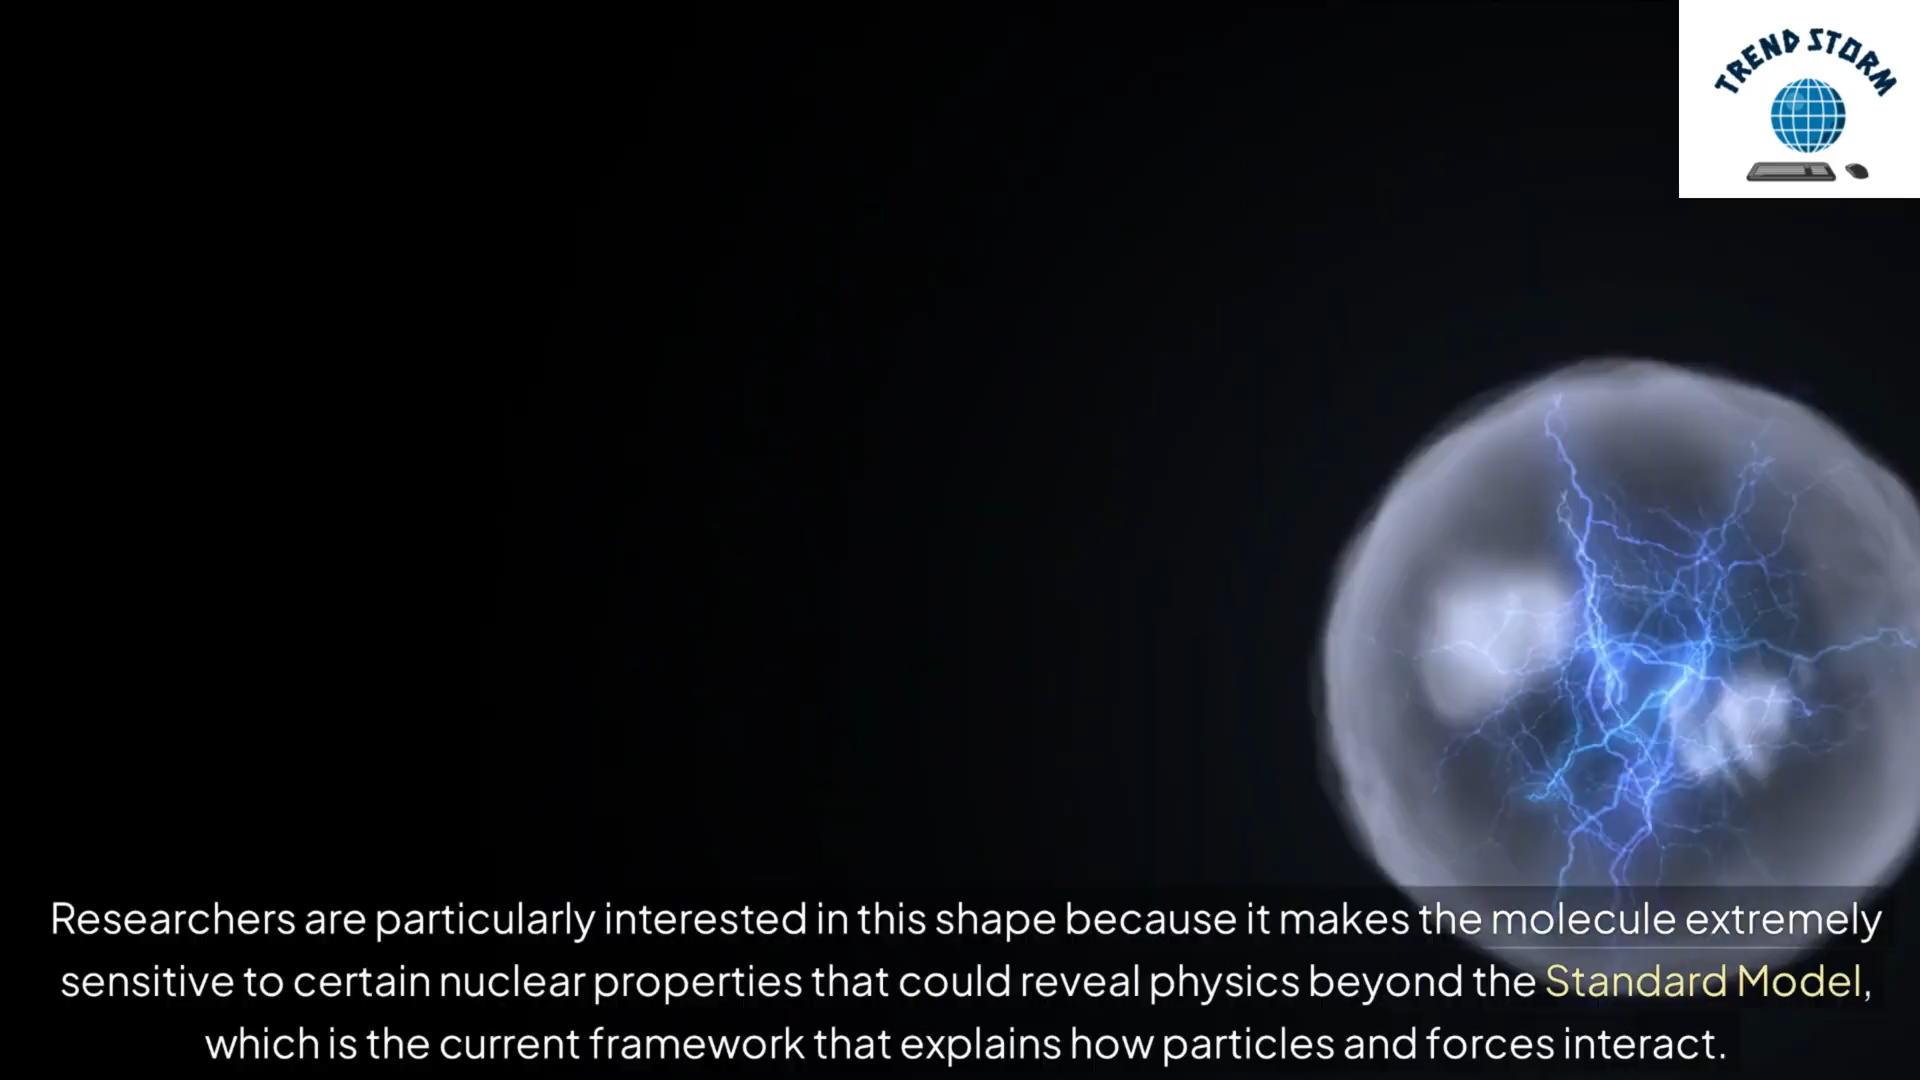 TREND STORM
Researchers are particularly interested in this shape because it makes the molecule extremely
sensitive to certain nuclear properties that could reveal physics beyond the Standard Model,
which is the current framework that explains how particles and forces interact.